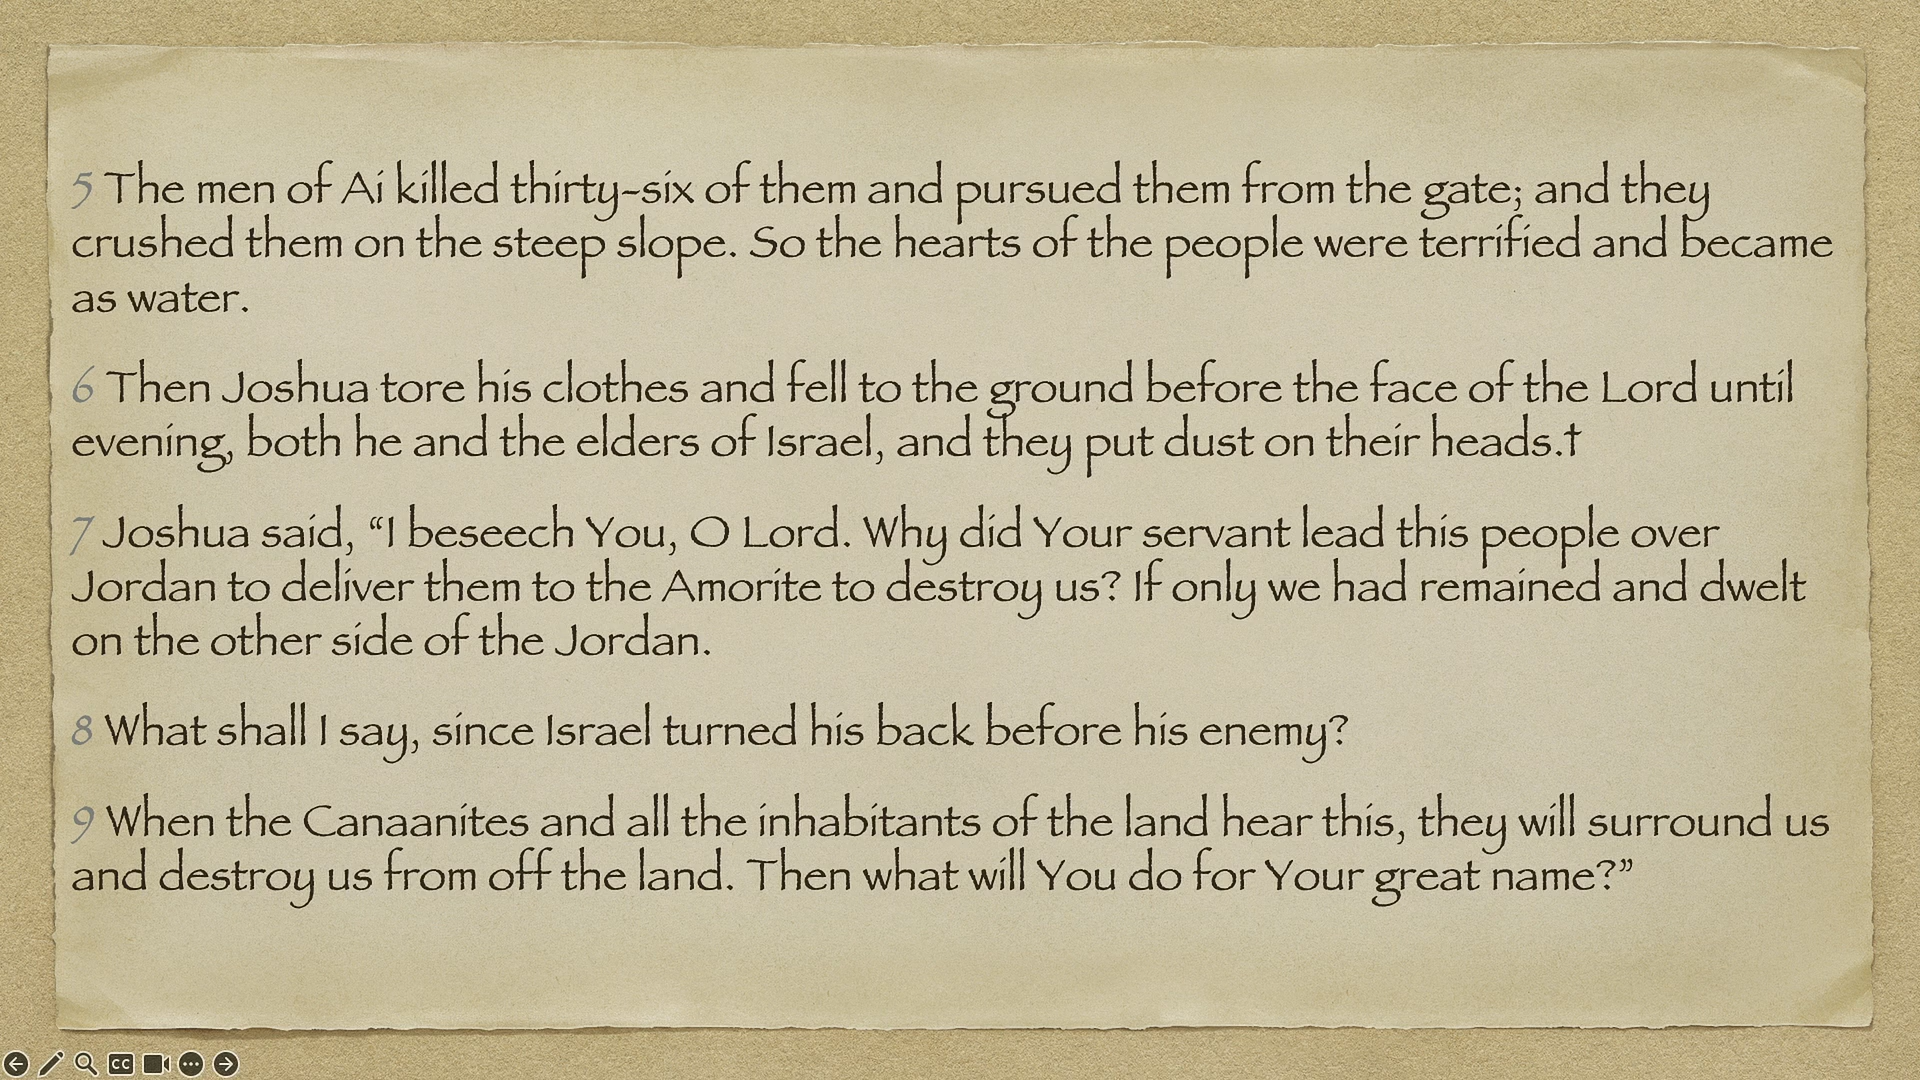 5 The men of Ai killed thirty-six of them and pursued them from the gate; and they
crushed them on the steep slope. So the hearts of the people were terrified and became
as water.
6 Then Joshua tore his clothes and fell to the ground before the face of the Lord until
evening, both he and the elders of Israel, and they put dust on their heads.†
7 Joshua said, “I beseech You, O Lord. Why did Your servant lead this people over
Jordan to deliver them to the Amorite to destroy us? If only we had remained and dwelt
on the other side of the Jordan.
8 What shall I say, since Israel turned his back before his enemy?
9 When the Canaanites and all the inhabitants of the land hear this, they will surround us
and destroy us from off the land. Then what will You do for Your great name?”
CC